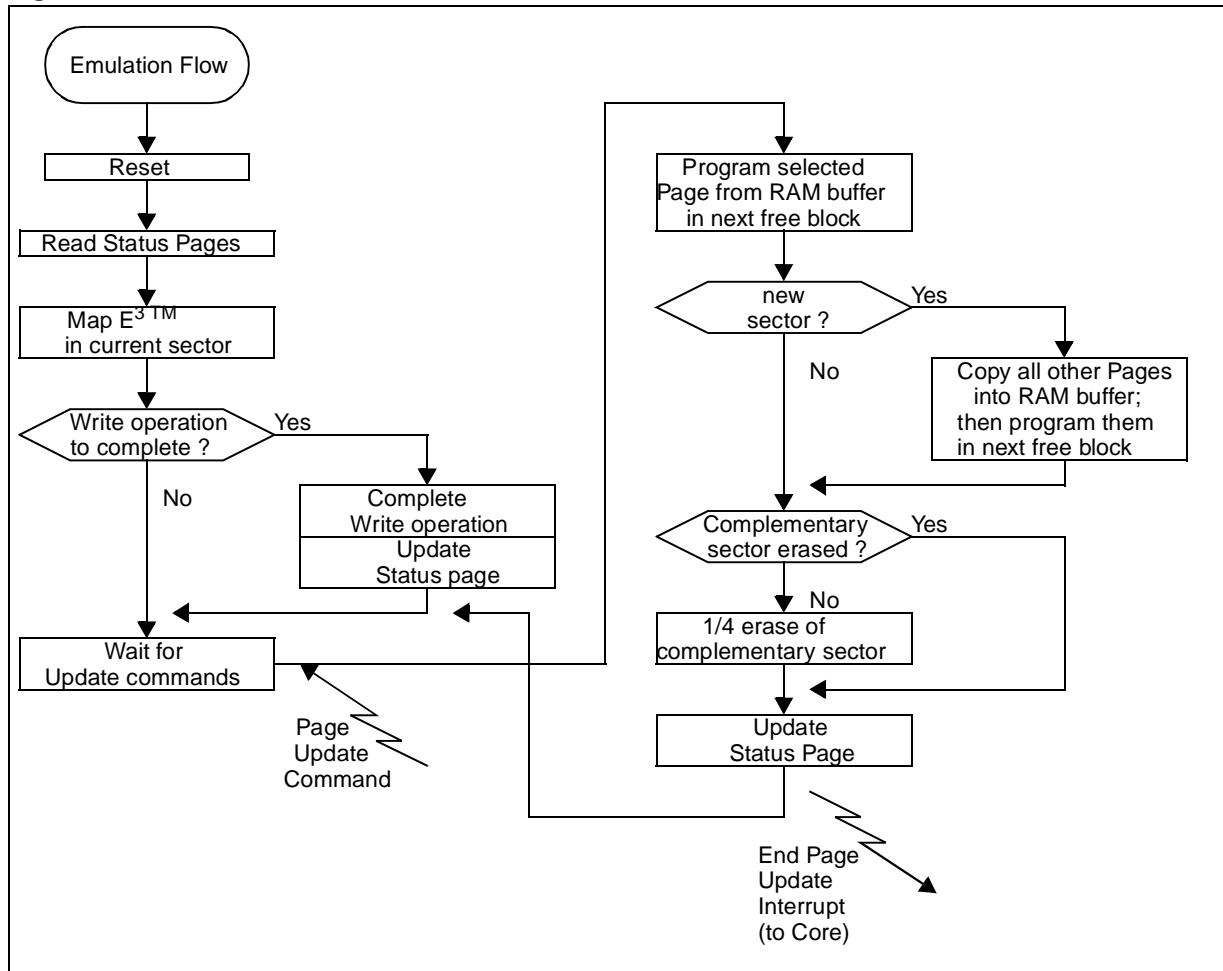 Emulation Flow
Reset
Read Status Pages
Map E3 TM
in current sector
Write operation
to complete ?
Yes
No
Complete
Write operation
Update
Status page
Wait for
Update commands
Page
Update
Command
Program selected
Page from RAM buffer
in next free block
new
sector ?
Yes
No
Copy all other Pages
into RAM buffer;
then program them
in next free block
Complementary
sector erased ?
Yes
No
1/4 erase of
complementary sector
Update
Status Page
End Page
Update
Interrupt
(to Core)